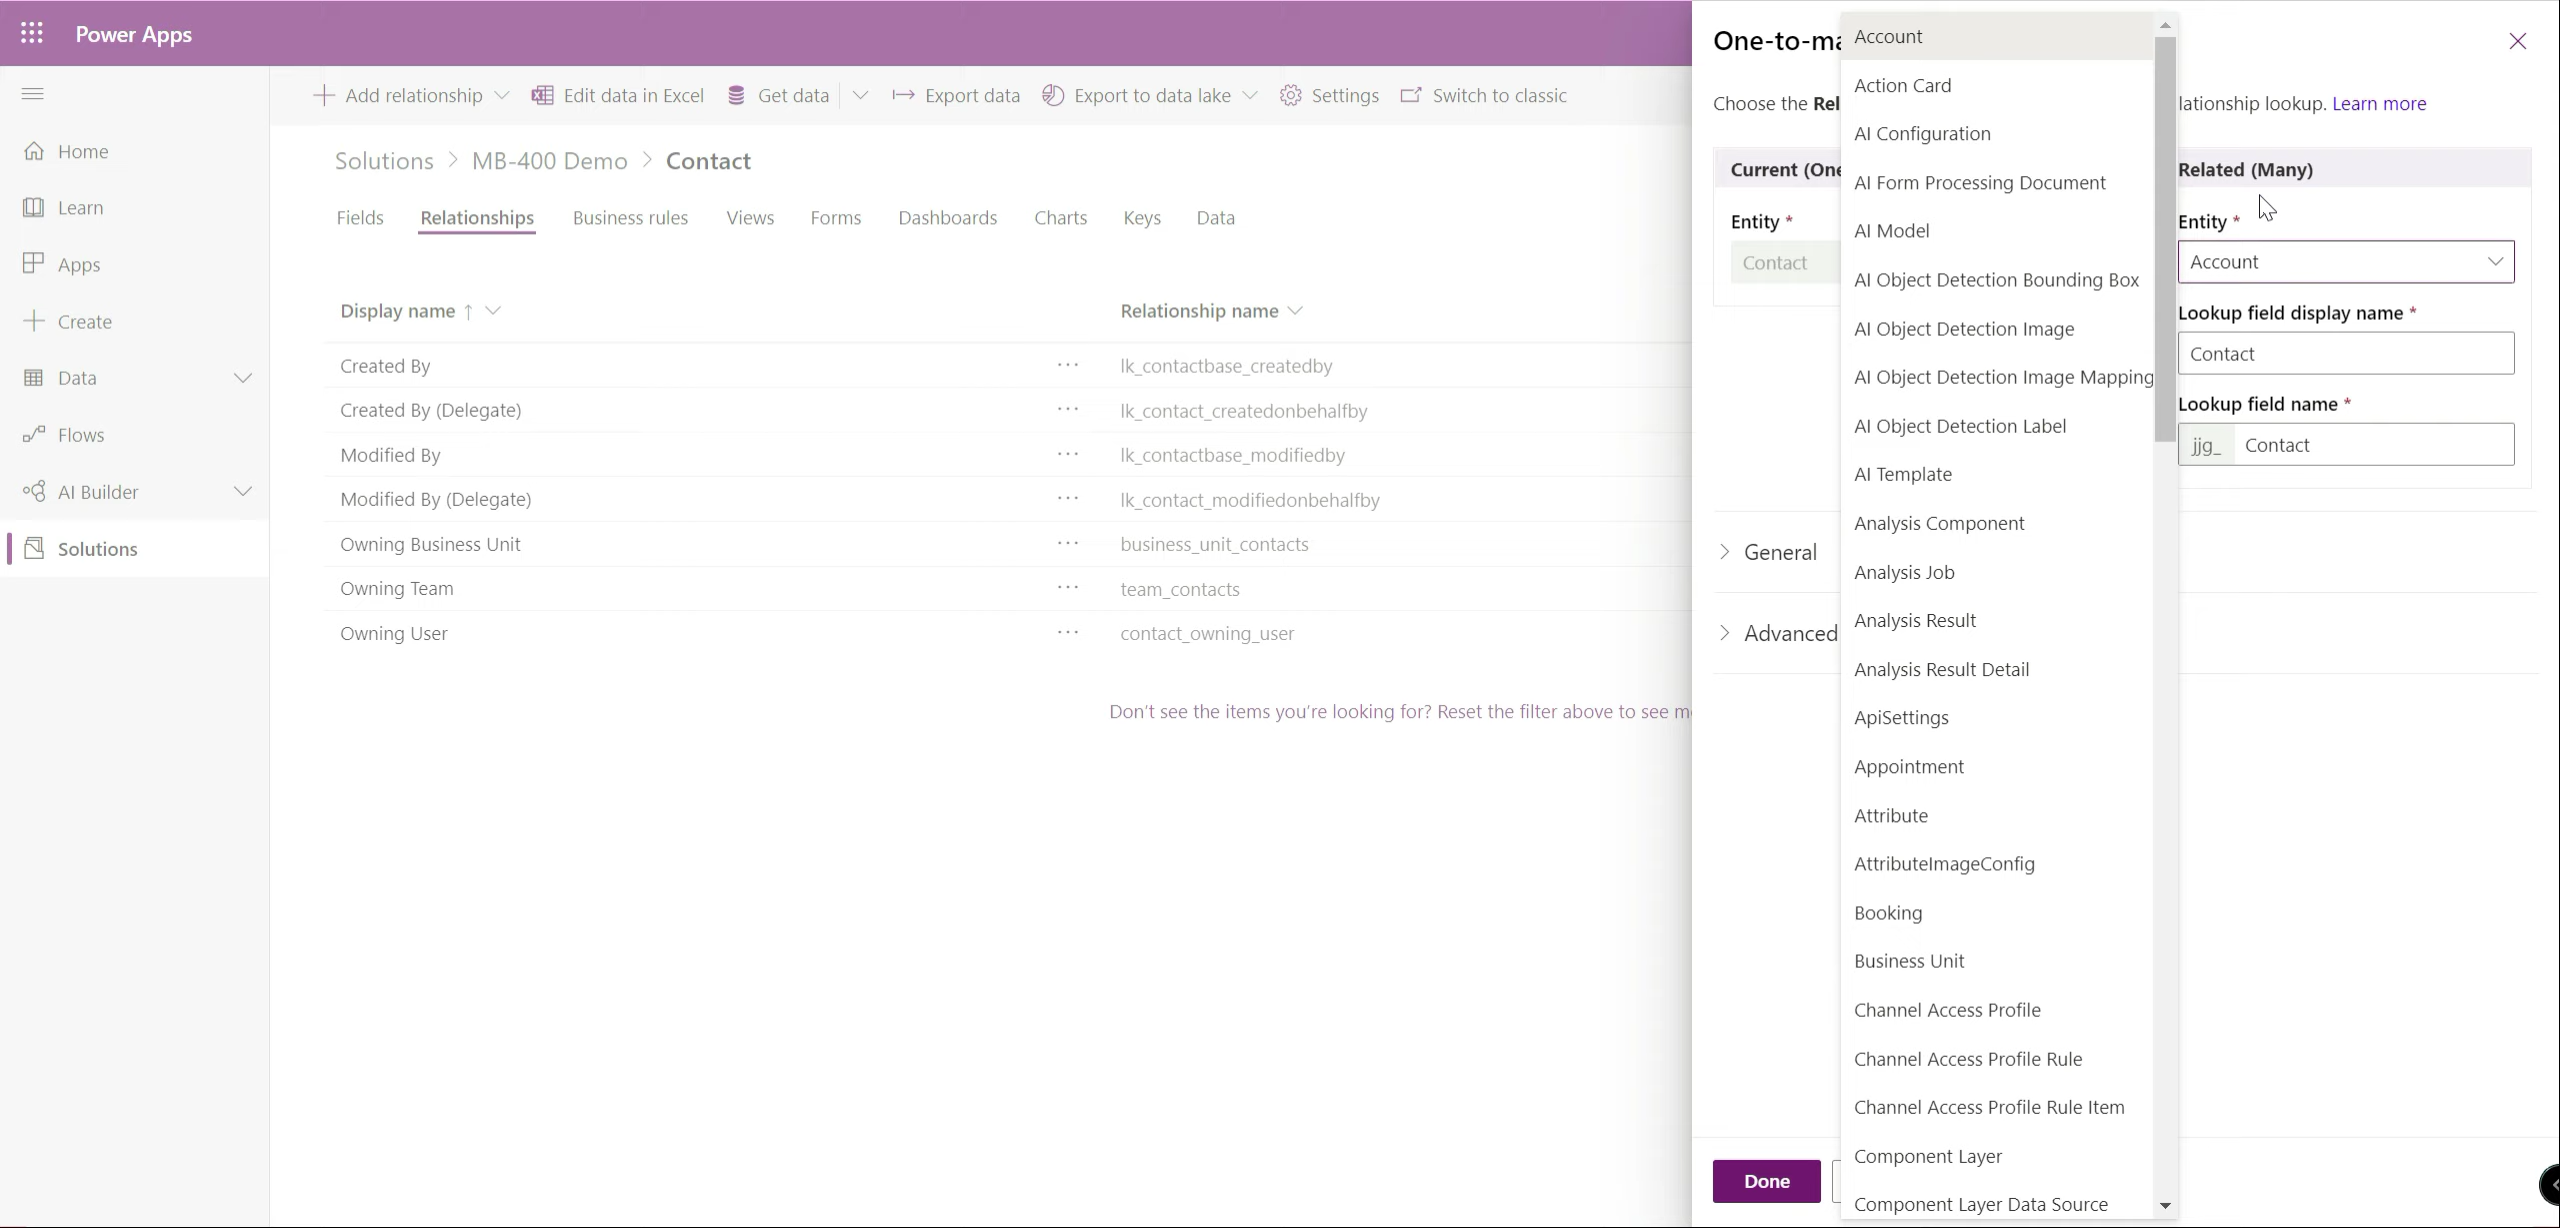 Power Apps
Home
Learn
Apps
Create
Data
Flows
AI Builder
Solutions
Add relationship
Edit data in Excel
Get data
Export data
Export to data lake
Settings
Switch to classic
Solutions > MB-400 Demo > Contact
Fields Relationships Business rules Views Forms Dashboards Charts Keys Data
Display name ↑ Relationship name
Created By ··· lk_contactbase_createdby
Created By (Delegate) ··· lk_contact_createdonbehalfby
Modified By ··· lk_contactbase_modifiedby
Modified By (Delegate) ··· lk_contact_modifiedonbehalfby
Owning Business Unit ··· business_unit_contacts
Owning Team ··· team_contacts
Owning User ··· contact_owning_user
Don't see the items you're looking for? Reset the filter above to see m
One-to-ma
Choose the Rel
lationship lookup. Learn more
Current (One
Entity *
Contact
General
Advanced
Done
Account
Action Card
AI Configuration
AI Form Processing Document
AI Model
AI Object Detection Bounding Box
AI Object Detection Image
AI Object Detection Image Mapping
AI Object Detection Label
AI Template
Analysis Component
Analysis Job
Analysis Result
Analysis Result Detail
ApiSettings
Appointment
Attribute
AttributeImageConfig
Booking
Business Unit
Channel Access Profile
Channel Access Profile Rule
Channel Access Profile Rule Item
Component Layer
Component Layer Data Source
Related (Many)
Entity *
Account
Lookup field display name *
Contact
Lookup field name *
jjg_ Contact